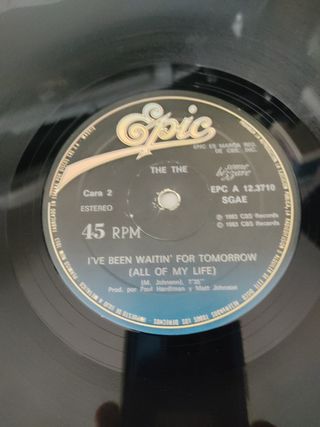 Epic
EPIC ES MARCA REG.
DE CBS, INC.
THE THE
some
bizzare
Cara 2
ESTEREO
EPC A 12.3710
SGAE
45 RPM
℗ 1983 CBS Records
© 1983 CBS Records
I'VE BEEN WAITIN' FOR TOMORROW
(ALL OF MY LIFE)
(M. Johnson) 7'35"
Prod. por Paul Hardiman y Matt Johnson